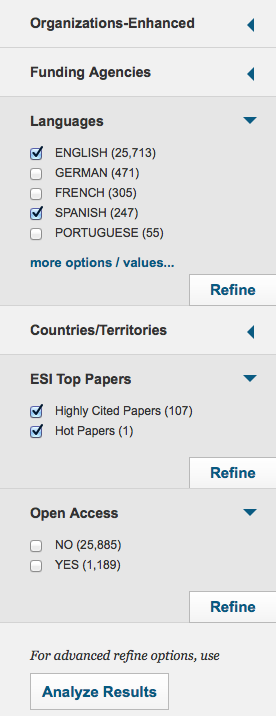 Organizations-Enhanced
Funding Agencies
Languages
ENGLISH (25,713)
GERMAN (471)
FRENCH (305)
SPANISH (247)
PORTUGUESE (55)
more options / values...
Refine
Countries/Territories
ESI Top Papers
Highly Cited Papers (107)
Hot Papers (1)
Refine
Open Access
NO (25,885)
YES (1,189)
Refine
For advanced refine options, use
Analyze Results